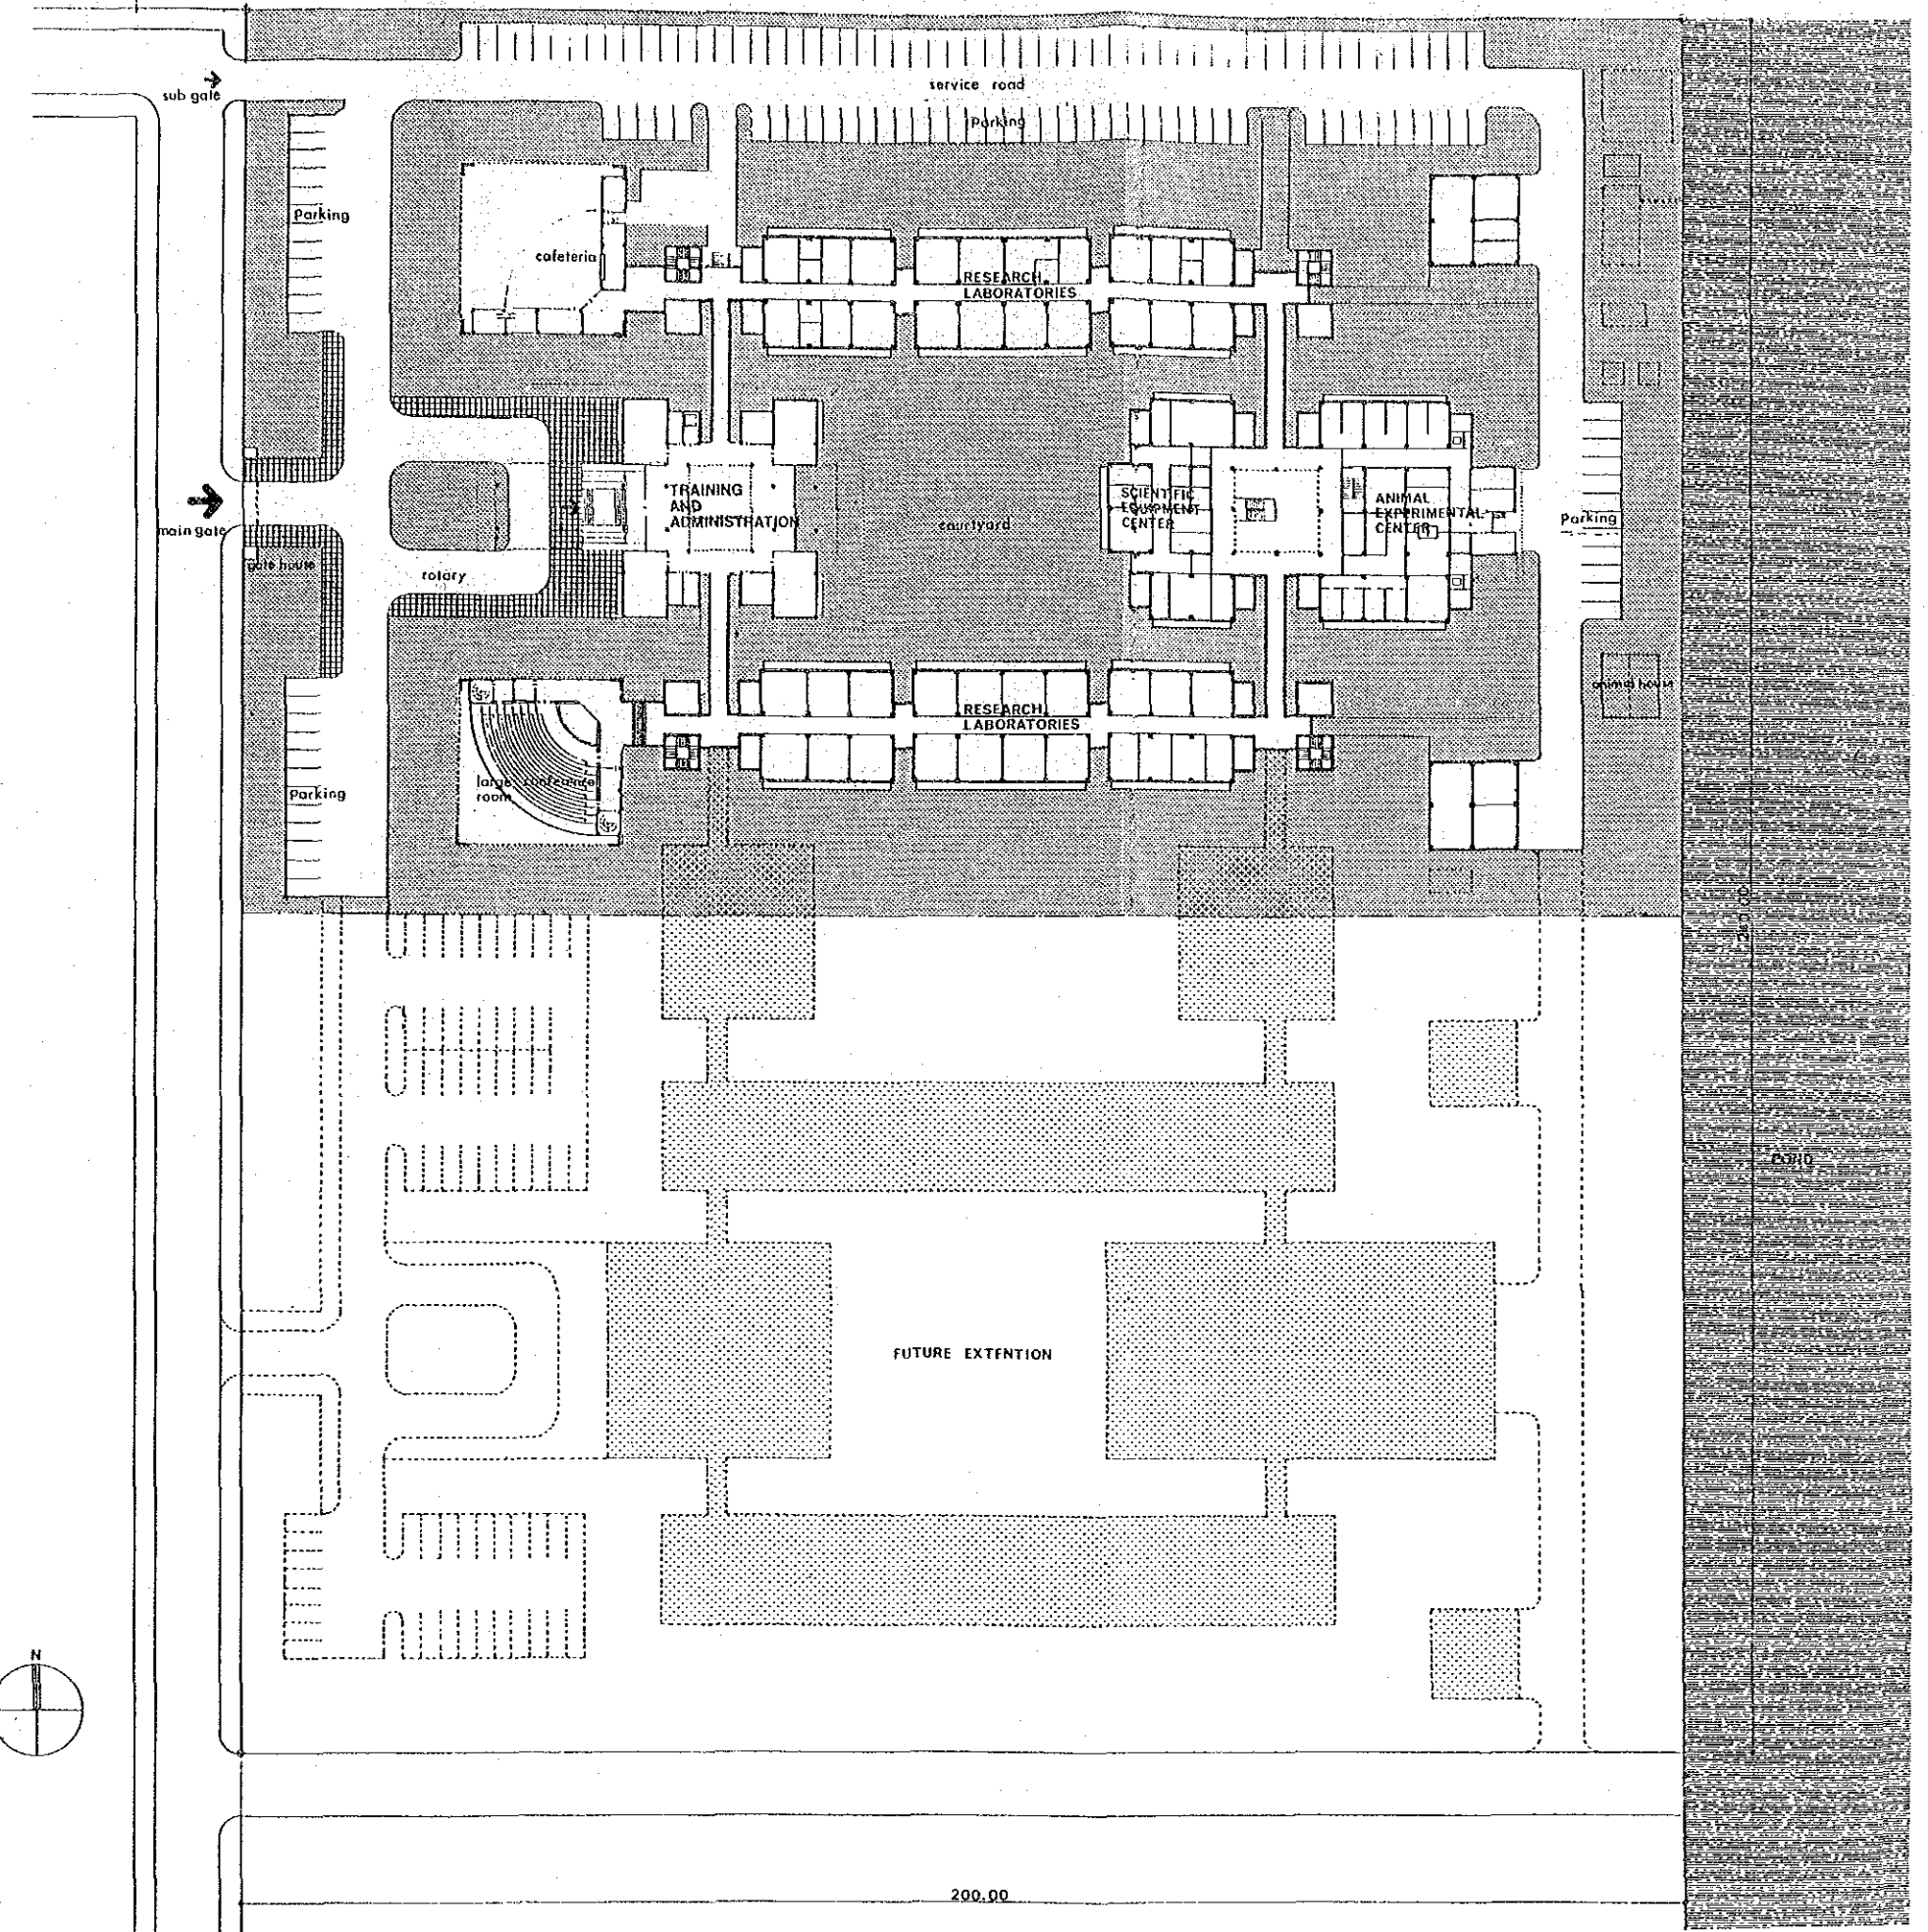 sub gate
service road
Parking
Parking
cafeteria
RESEARCH
LABORATORIES
TRAINING
AND
ADMINISTRATION
SCIENTIFIC
EQUIPMENT
CENTER
ANIMAL
EXPERIMENTAL
CENTER
courtyard
Parking
main gate
gate house
rotary
animal house
RESEARCH
LABORATORIES
large conference
room
Parking
POND
FUTURE EXTENTION
N
200.00